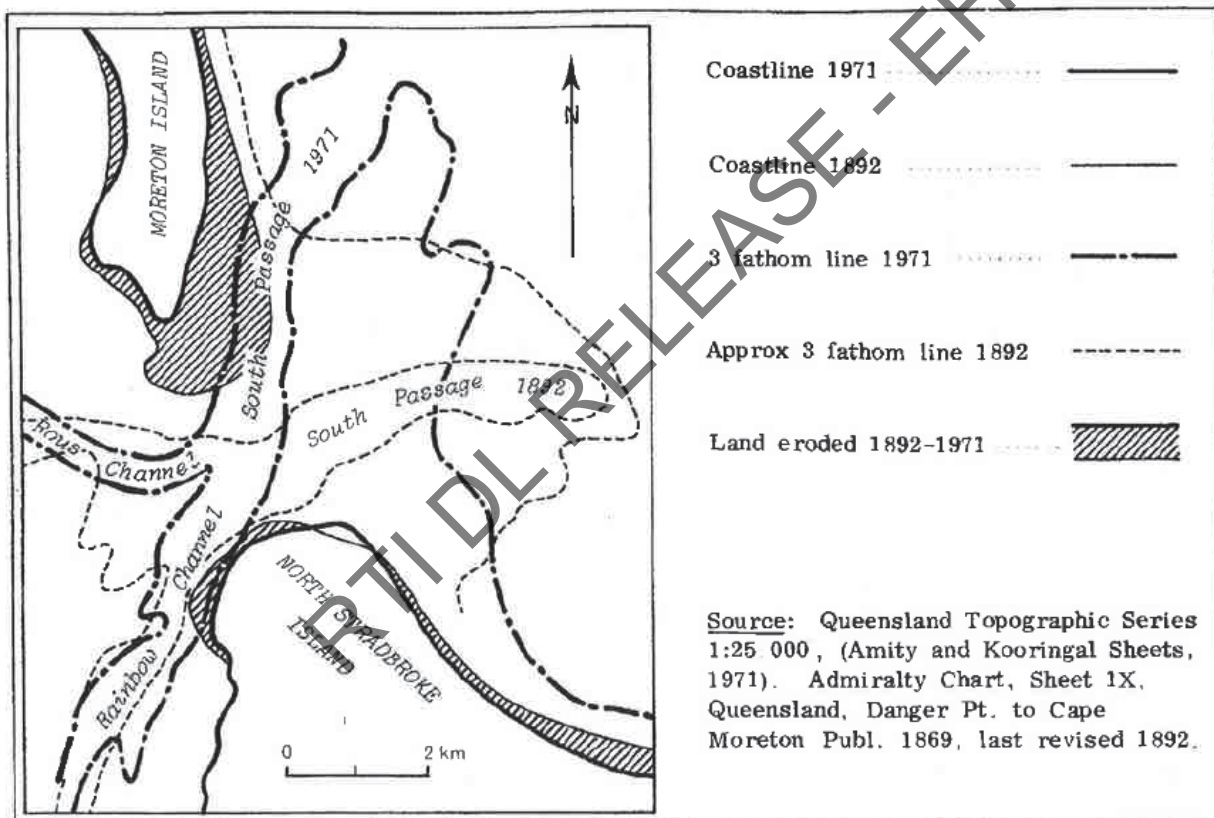 MORETON ISLAND
N
South Passage 1971
South Passage 1892
Rous Channel
Rainbow Channel
NORTH STRADBROKE
ISLAND
0 2 km
Coastline 1971
Coastline 1892
3 fathom line 1971
Approx 3 fathom line 1892
Land eroded 1892-1971
Source: Queensland Topographic Series
1:25 000, (Amity and Kooringal Sheets,
1971). Admiralty Chart, Sheet 1X,
Queensland, Danger Pt. to Cape
Moreton Publ. 1869, last revised 1892.
RTI DL RELEASE - EH